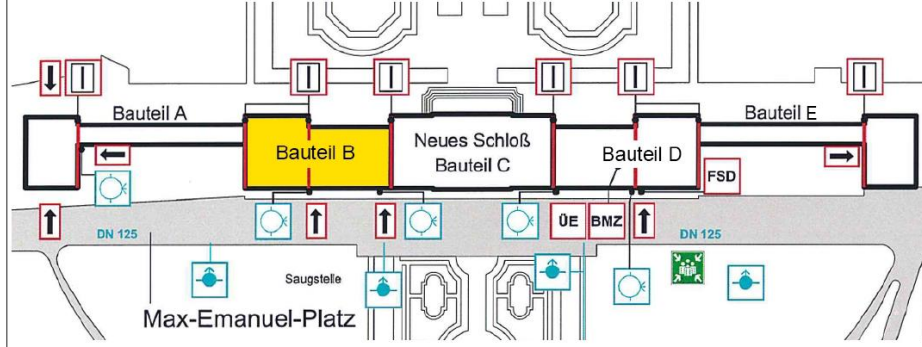 Bauteil A
Bauteil B
Neues Schloß
Bauteil C
Bauteil D
Bauteil E
FSD
ÜE
BMZ
DN 125
DN 125
Saugstelle
Max-Emanuel-Platz